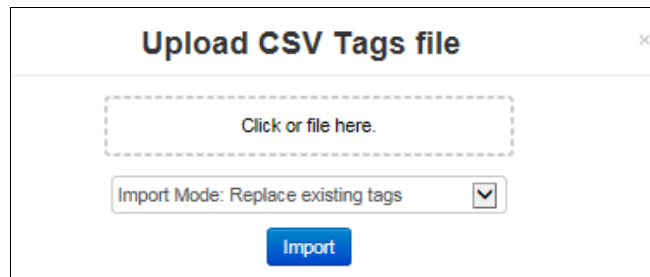 Upload CSV Tags file
×
Click or file here.
Import Mode: Replace existing tags
Import